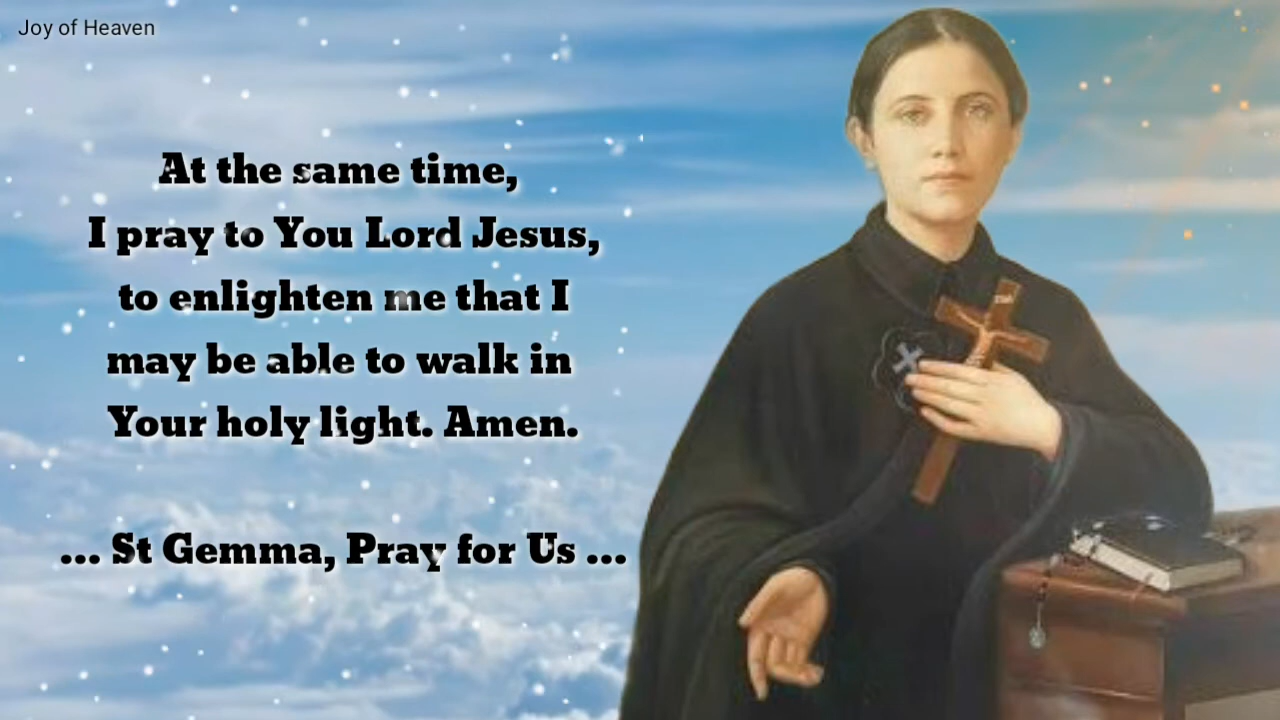 Joy of Heaven
At the same time,
I pray to You Lord Jesus,
to enlighten me that I
may be able to walk in
Your holy light. Amen.
... St Gemma, Pray for Us ...